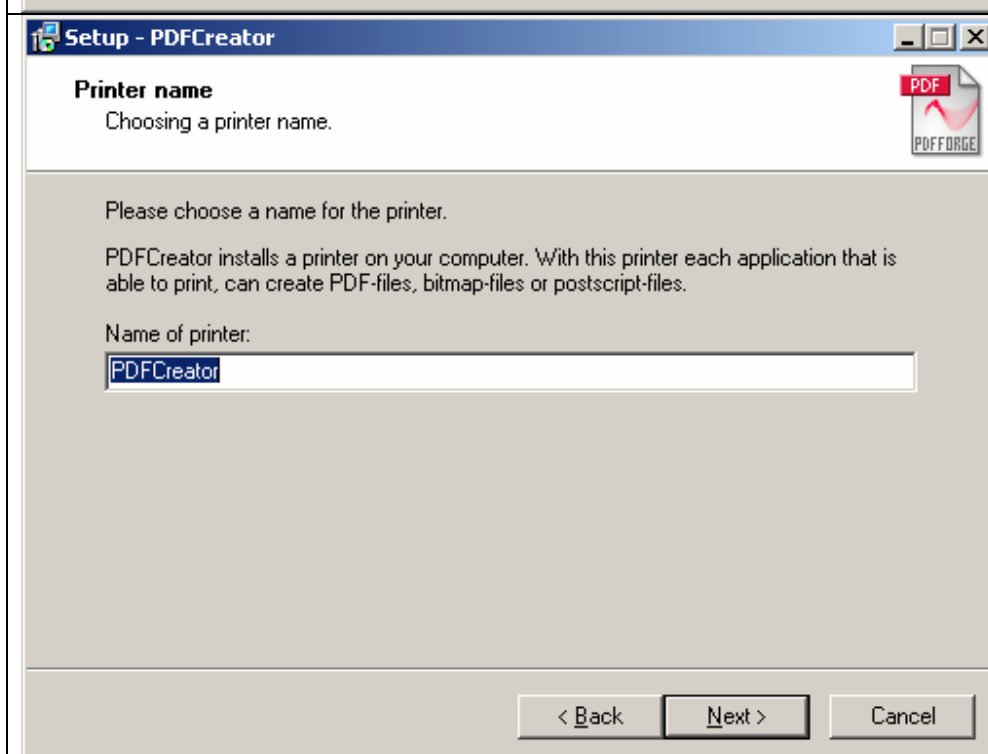 Setup - PDFCreator
Printer name
Choosing a printer name.
PDF
PDFFORGE
Please choose a name for the printer.
PDFCreator installs a printer on your computer. With this printer each application that is
able to print, can create PDF-files, bitmap-files or postscript-files.
Name of printer:
PDFCreator
< Back
Next >
Cancel